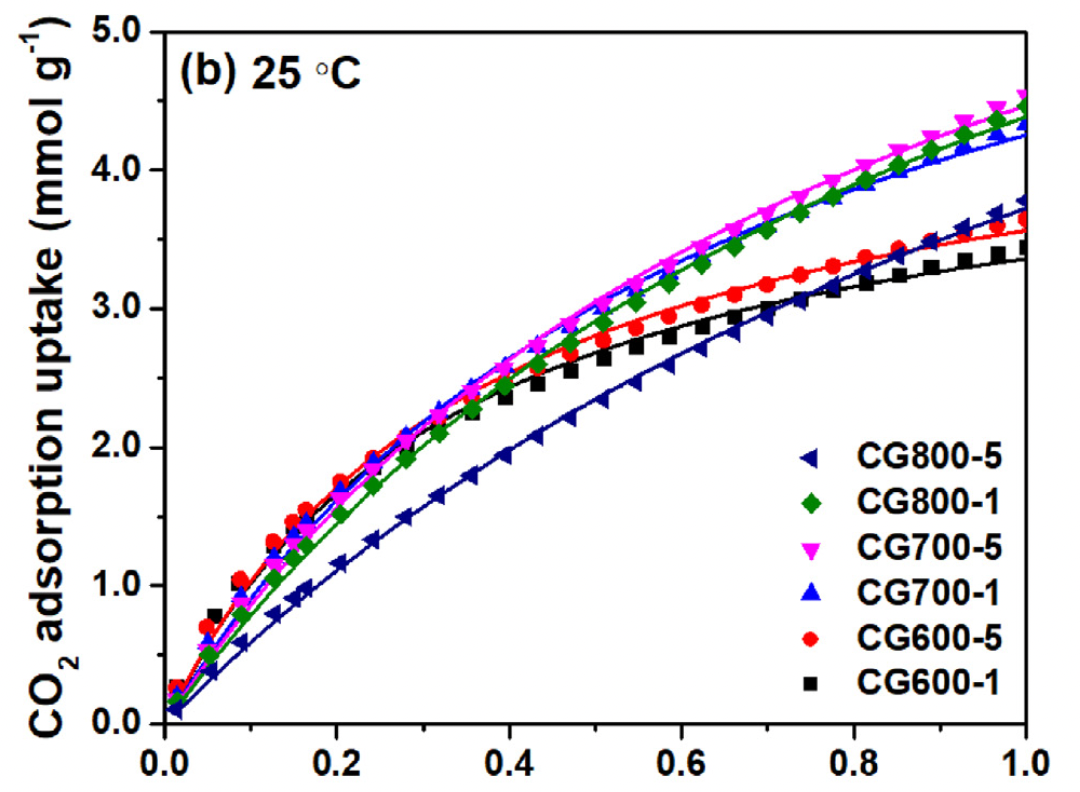 CO2 adsorption uptake (mmol g-1)
(b) 25 °C
5.0
4.0
3.0
2.0
1.0
0.0
CG800-5
CG800-1
CG700-5
CG700-1
CG600-5
CG600-1
0.0 0.2 0.4 0.6 0.8 1.0